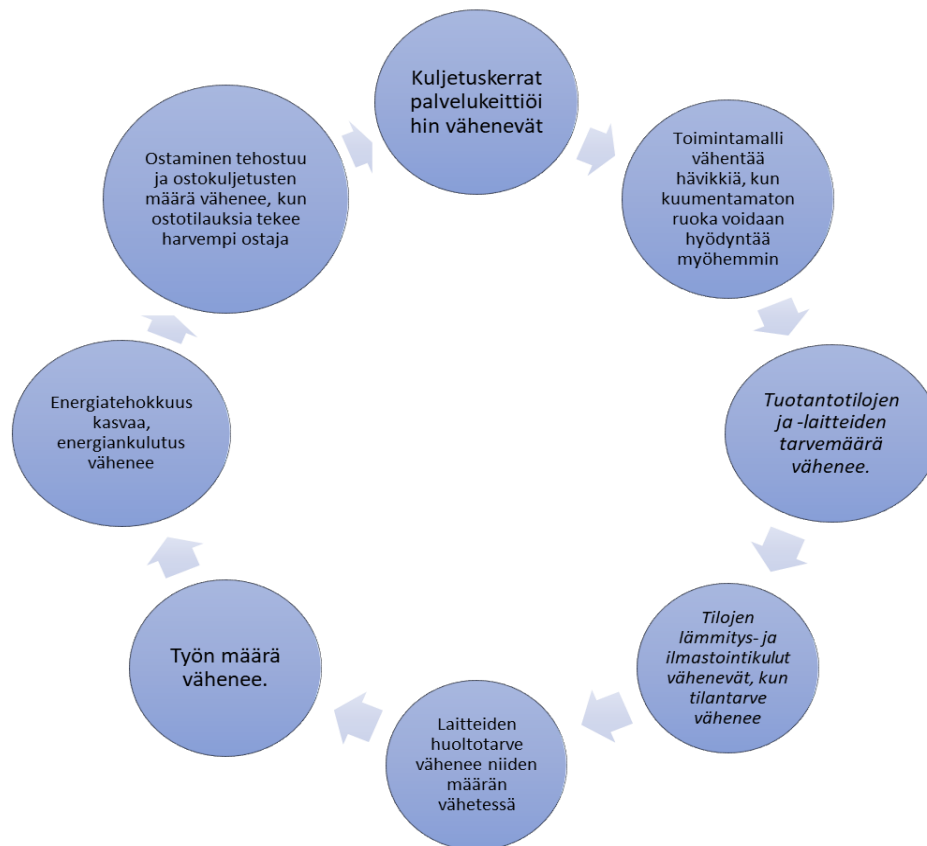 Kuljetuskerrat
palvelukeittiöi
hin vähenevät
Toimintamalli
vähentää
hävikkiä, kun
kuumentamaton
ruoka voidaan
hyödyntää
myöhemmin
Tuotantotilojen
ja -laitteiden
tarvemäärä
vähenee.
Tilojen
lämmitys- ja
ilmastointikulut
vähenevät, kun
tilantarve
vähenee
Laitteiden
huoltotarve
vähenee niiden
määrän
vähetessä
Työn määrä
vähenee.
Energiatehokkuus
kasvaa,
energiankulutus
vähenee
Ostaminen tehostuu
ja ostokuljetusten
määrä vähenee, kun
ostotilauksia tekee
harvempi ostaja